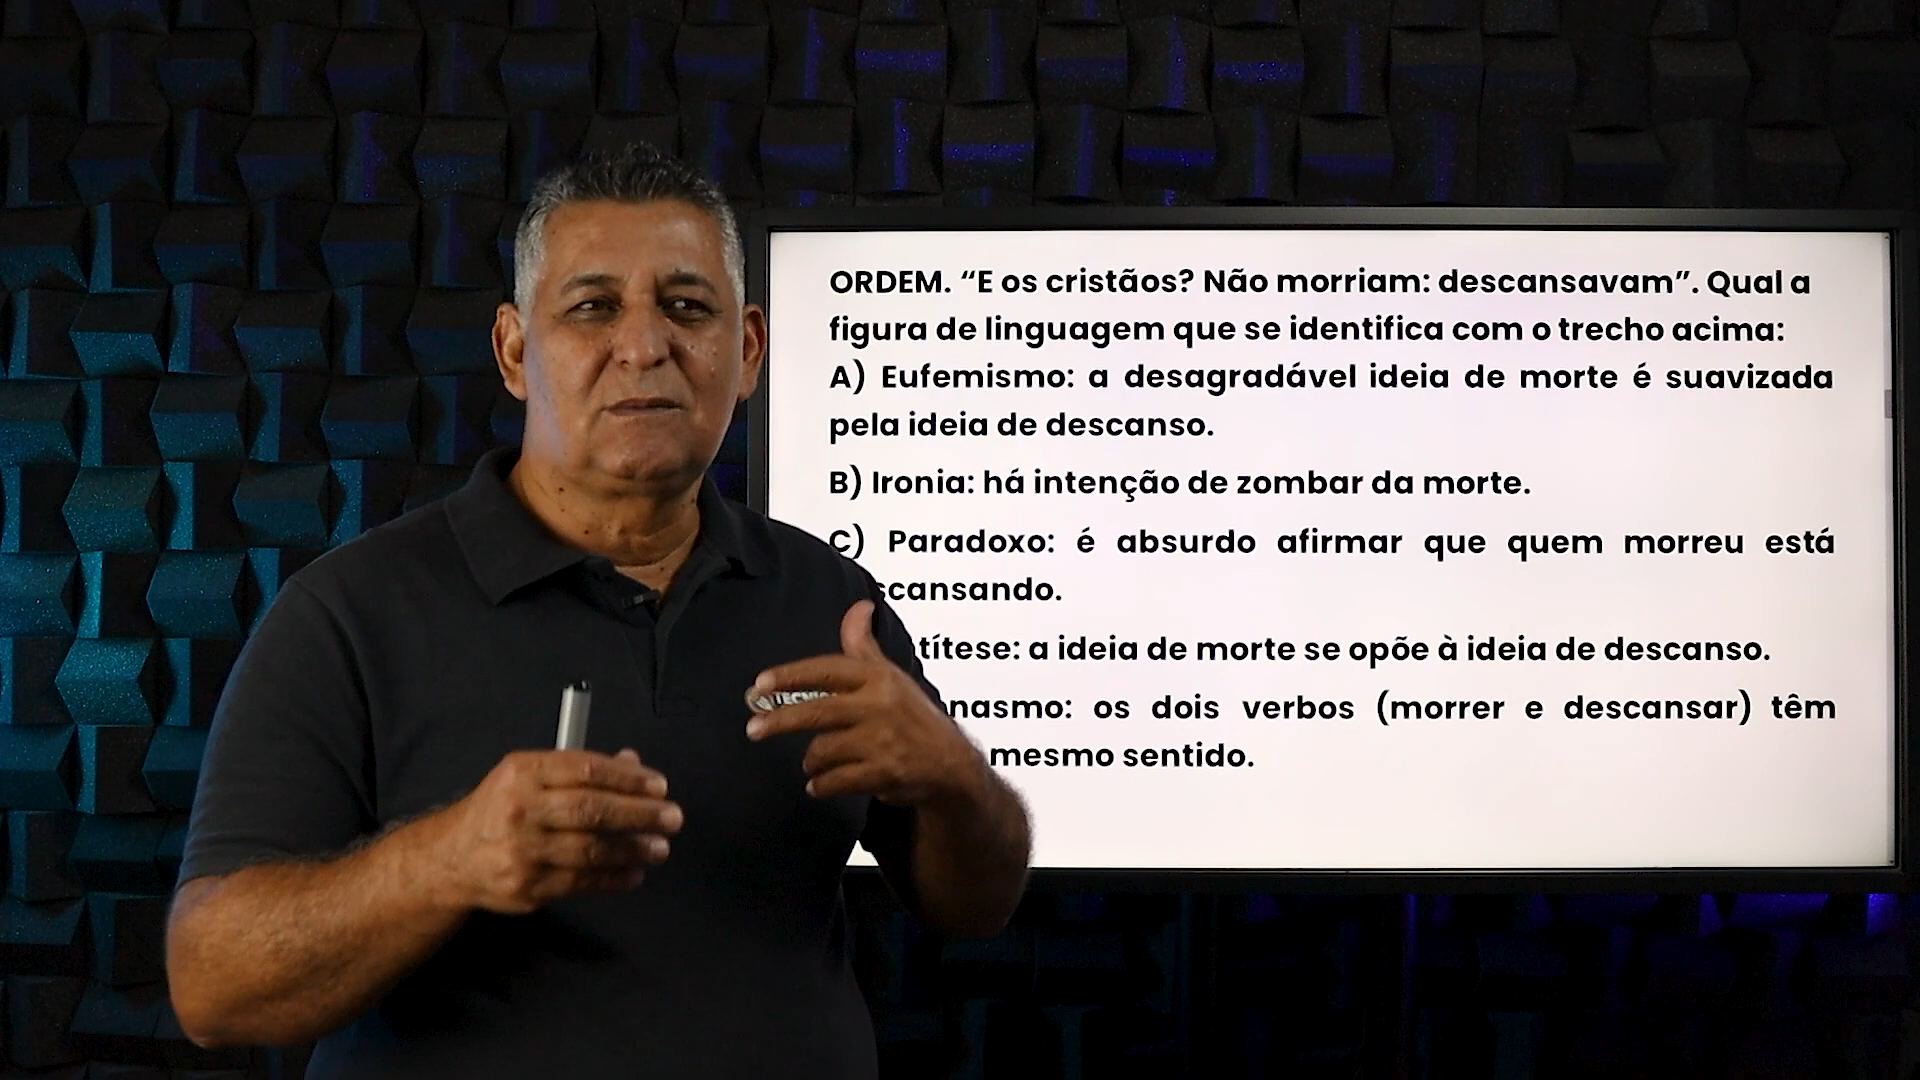 ORDEM. “E os cristãos? Não morriam: descansavam”. Qual a
figura de linguagem que se identifica com o trecho acima:
A) Eufemismo: a desagradável ideia de morte é suavizada
pela ideia de descanso.
B) Ironia: há intenção de zombar da morte.
C) Paradoxo: é absurdo afirmar que quem morreu está
scansando.
títese: a ideia de morte se opõe à ideia de descanso.
nasmo: os dois verbos (morrer e descansar) têm
mesmo sentido.